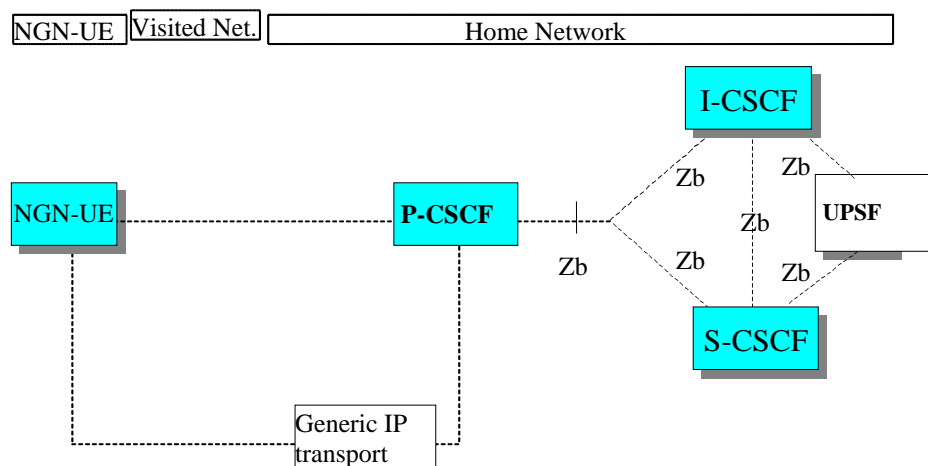 NGN-UE
Visited Net.
Home Network
I-CSCF
Zb
Zb
NGN-UE
P-CSCF
UPSF
Zb
Zb
Zb
Zb
S-CSCF
Generic IP
transport